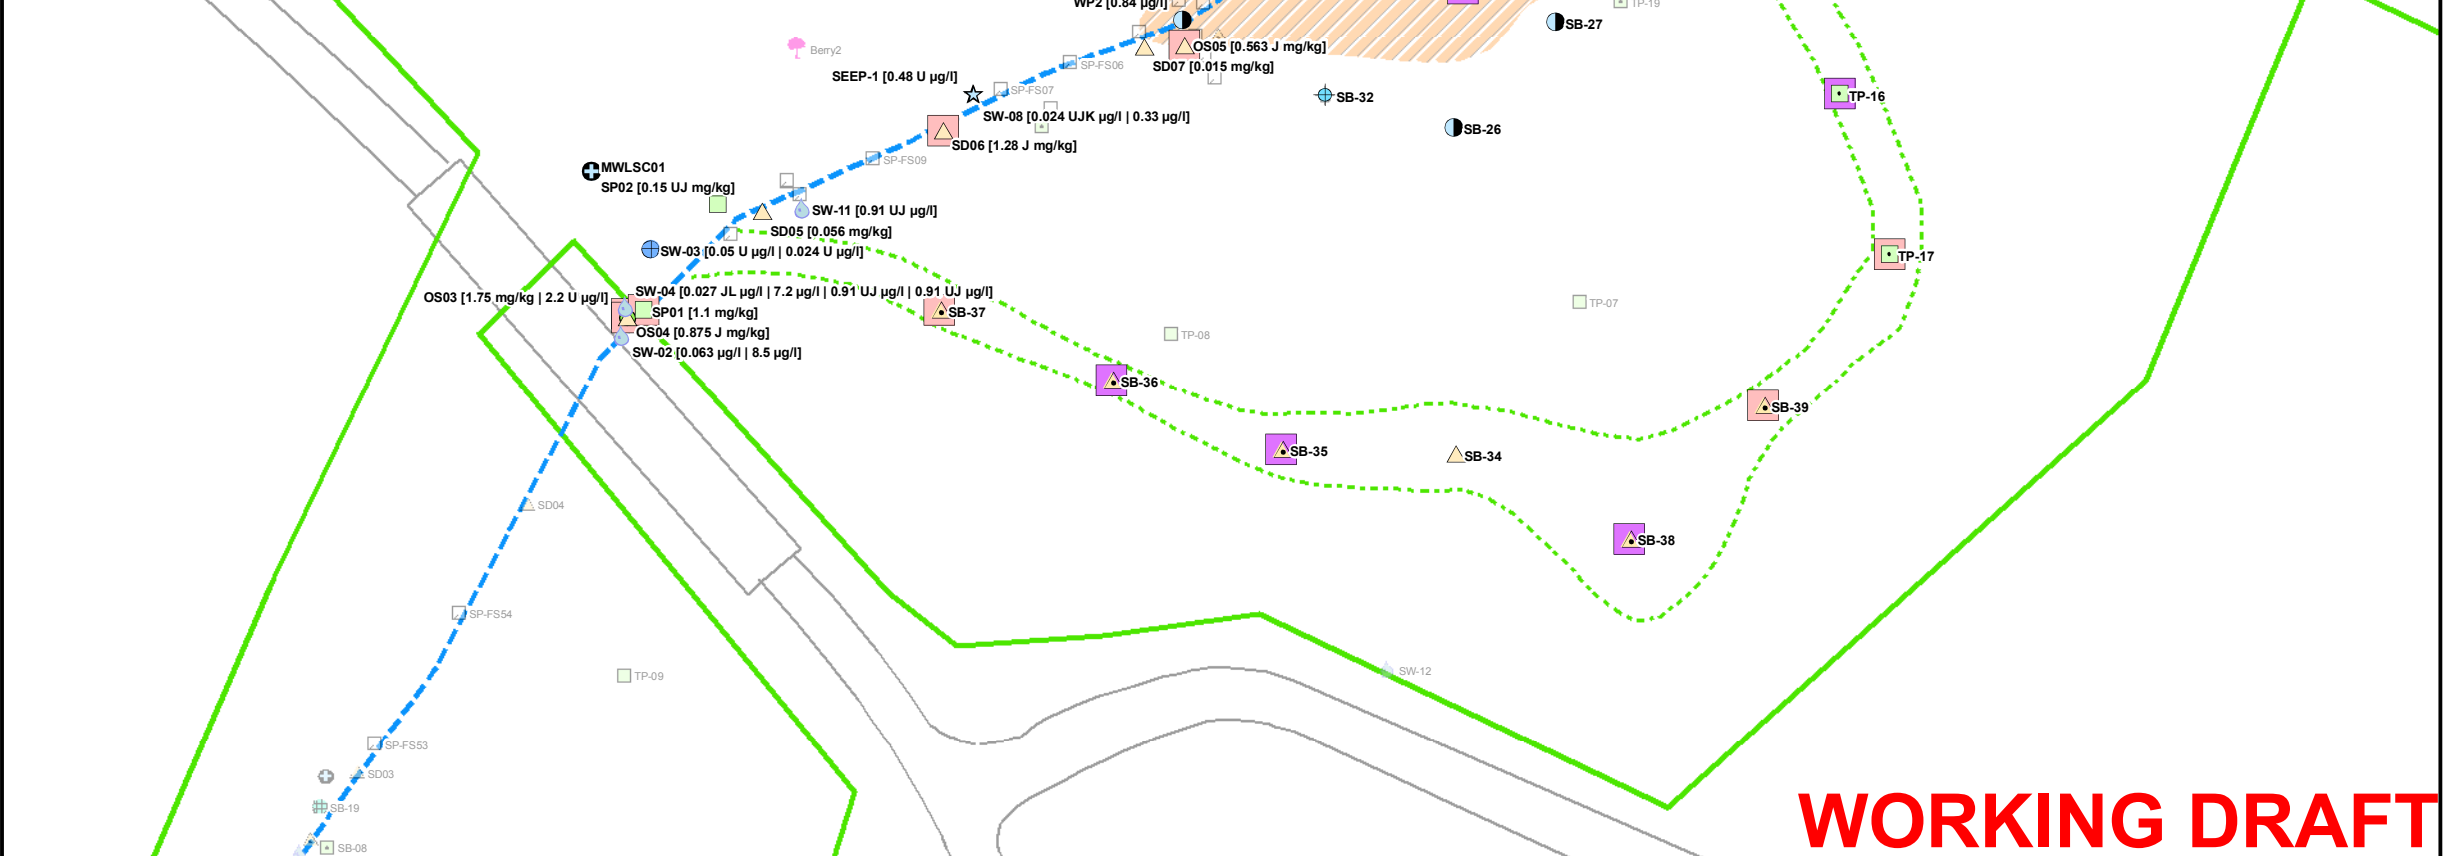 WP2 [0.84 µg/l]
TP-19
SB-27
Berry2
OS05 [0.563 J mg/kg]
SP-FS06
SD07 [0.015 mg/kg]
SEEP-1 [0.48 U µg/l]
SP-FS07
SB-32
TP-16
SW-08 [0.024 UJK µg/l | 0.33 µg/l]
SB-26
SD06 [1.28 J mg/kg]
SP-FS09
MWLSC01
SP02 [0.15 UJ mg/kg]
SW-11 [0.91 UJ µg/l]
SD05 [0.056 mg/kg]
SW-03 [0.05 U µg/l | 0.024 U µg/l]
TP-17
SW-04 [0.027 JL µg/l | 7.2 µg/l | 0.91 UJ µg/l | 0.91 UJ µg/l]
OS03 [1.75 mg/kg | 2.2 U µg/l]
TP-07
SP01 [1.1 mg/kg]
SB-37
OS04 [0.875 J mg/kg]
TP-08
SW-02 [0.063 µg/l | 8.5 µg/l]
SB-36
SB-39
SB-35
SB-34
SD04
SB-38
SP-FS54
SW-12
TP-09
SP-FS53
SD03
SB-19
WORKING DRAFT
SB-08